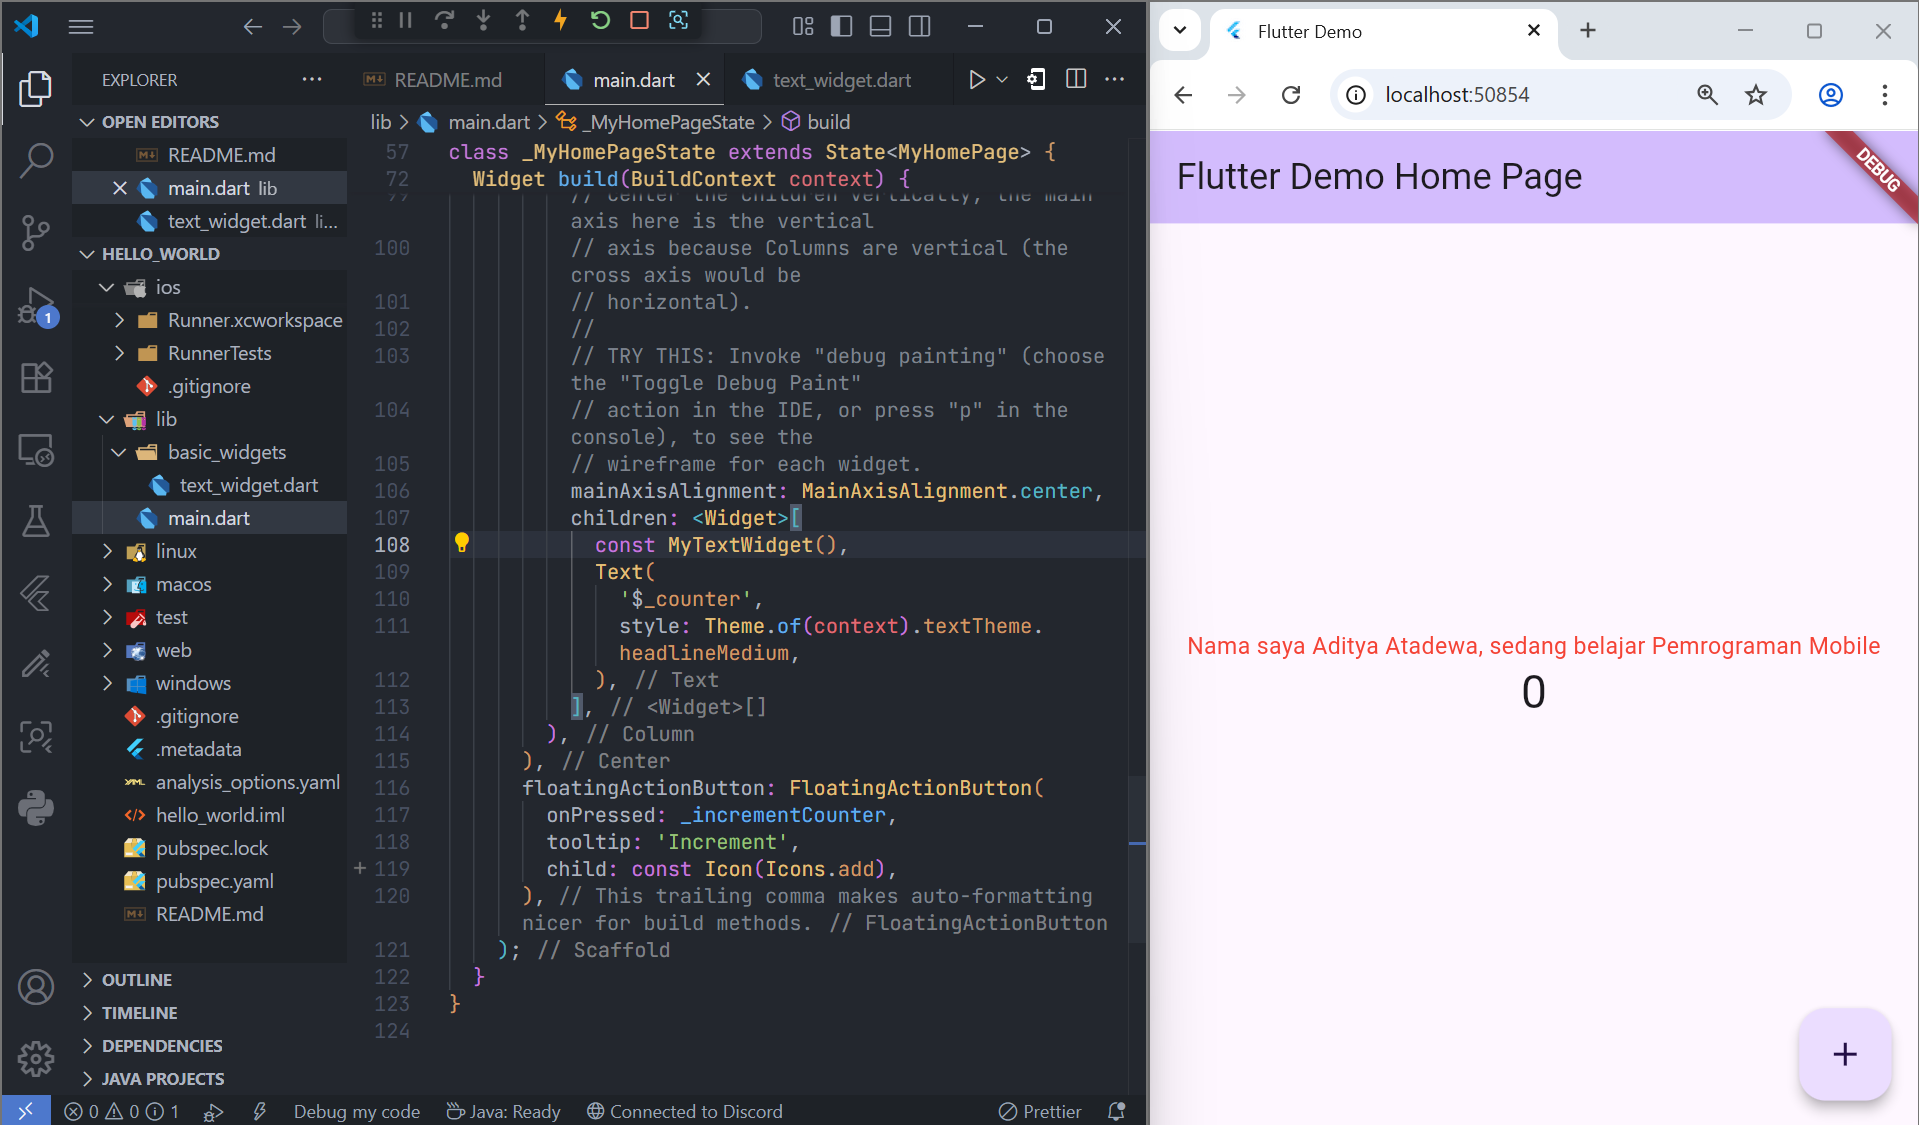 EXPLORER
README.md
main.dart
text_widget.dart
OPEN EDITORS
README.md
main.dart lib
text_widget.dart li...
HELLO_WORLD
ios
Runner.xcworkspace
RunnerTests
.gitignore
lib
basic_widgets
text_widget.dart
main.dart
linux
macos
test
web
windows
.gitignore
.metadata
analysis_options.yaml
hello_world.iml
pubspec.lock
pubspec.yaml
README.md
OUTLINE
TIMELINE
DEPENDENCIES
JAVA PROJECTS
1
lib > main.dart > _MyHomePageState > build
57 class _MyHomePageState extends State<MyHomePage> {
72 Widget build(BuildContext context) {
99 // center the children vertically; the main
axis here is the vertical
100 // axis because Columns are vertical (the
cross axis would be
101 // horizontal).
102 //
103 // TRY THIS: Invoke "debug painting" (choose
the "Toggle Debug Paint"
104 // action in the IDE, or press "p" in the
console), to see the
105 // wireframe for each widget.
106 mainAxisAlignment: MainAxisAlignment.center,
107 children: <Widget>[
108 const MyTextWidget(),
109 Text(
110 '$_counter',
111 style: Theme.of(context).textTheme.
headlineMedium,
112 ), // Text
113 ], // <Widget>[]
114 ), // Column
115 ), // Center
116 floatingActionButton: FloatingActionButton(
117 onPressed: _incrementCounter,
118 tooltip: 'Increment',
119 child: const Icon(Icons.add),
120 ), // This trailing comma makes auto-formatting
nicer for build methods. // FloatingActionButton
121 ); // Scaffold
122 }
123 }
124
0 0 1 Debug my code Java: Ready Connected to Discord Prettier
Flutter Demo
localhost:50854
Flutter Demo Home Page
DEBUG
Nama saya Aditya Atadewa, sedang belajar Pemrograman Mobile
0
+